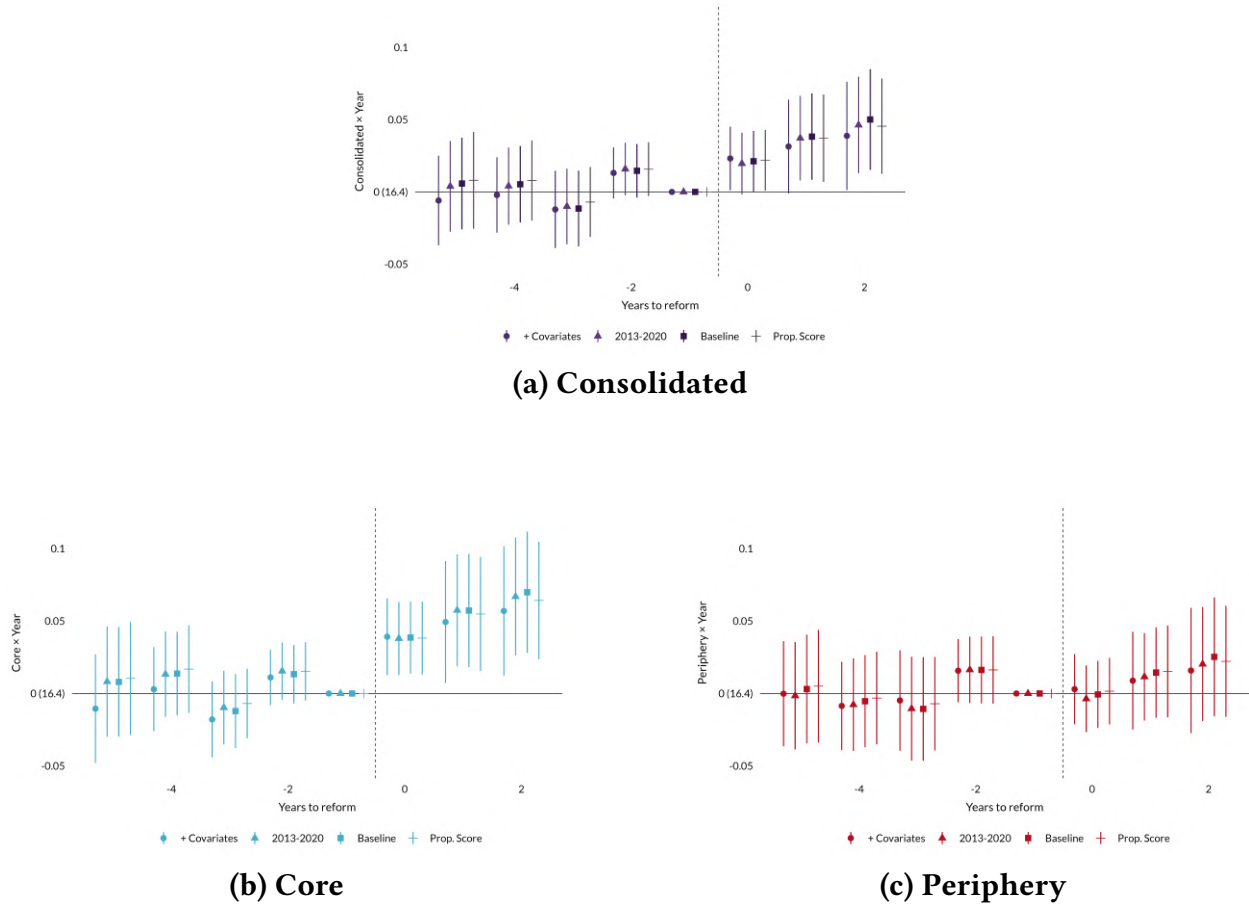 0.1
0.05
0 (16.4)
-0.05
Consolidated × Year
-4 -2 0 2
Years to reform
+ Covariates 2013-2020 Baseline Prop. Score
(a) Consolidated
0.1
0.05
0 (16.4)
-0.05
Core × Year
-4 -2 0 2
Years to reform
+ Covariates 2013-2020 Baseline Prop. Score
(b) Core
0.1
0.05
0 (16.4)
-0.05
Periphery × Year
-4 -2 0 2
Years to reform
+ Covariates 2013-2020 Baseline Prop. Score
(c) Periphery